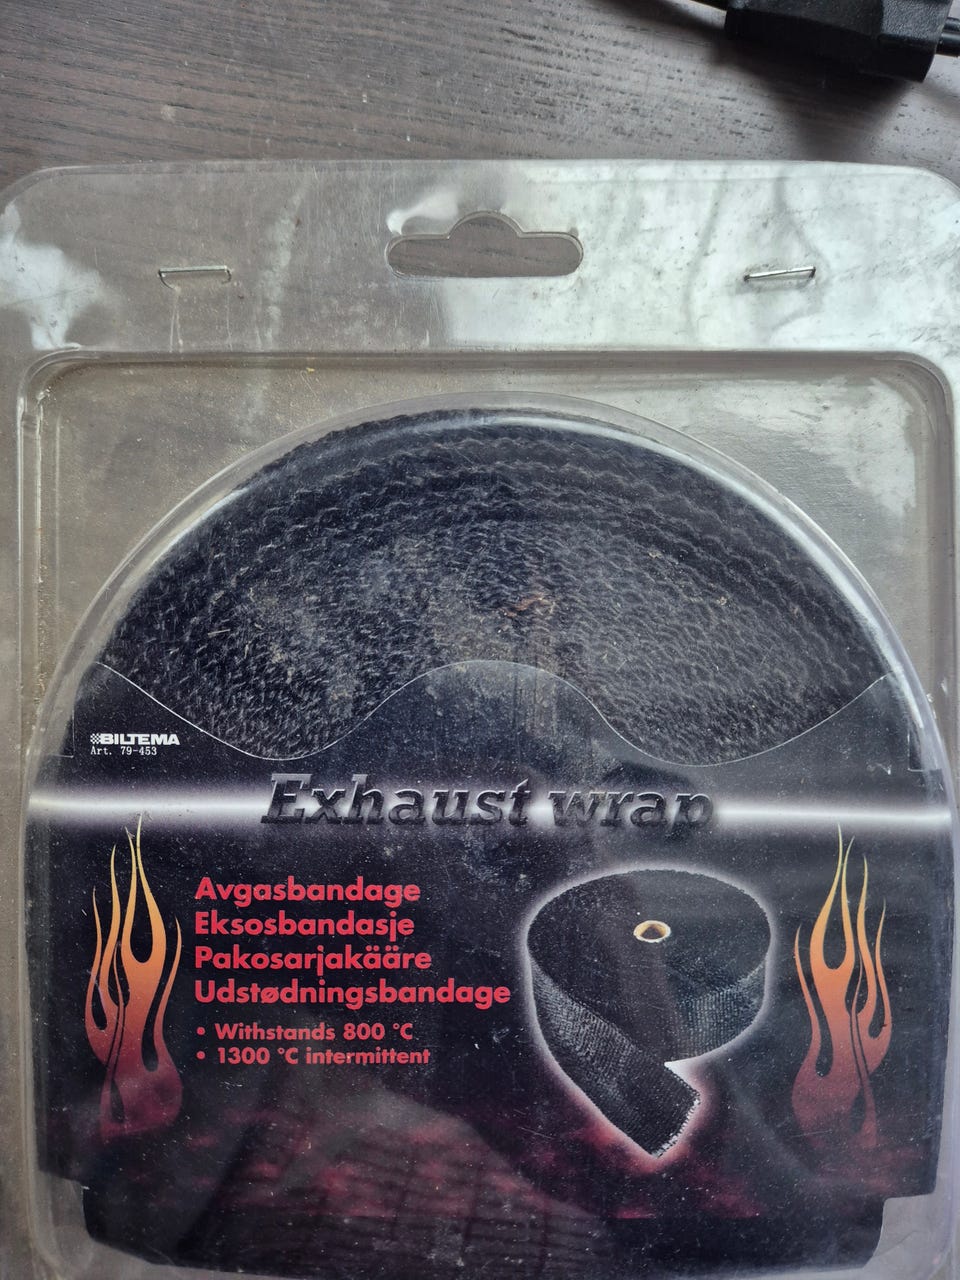 BILTEMA
Art. 79-453
Exhaust wrap
Avgasbandage
Eksosbandasje
Pakosarjakääre
Udstødningsbandage
• Withstands 800 °C
• 1300 °C intermittent